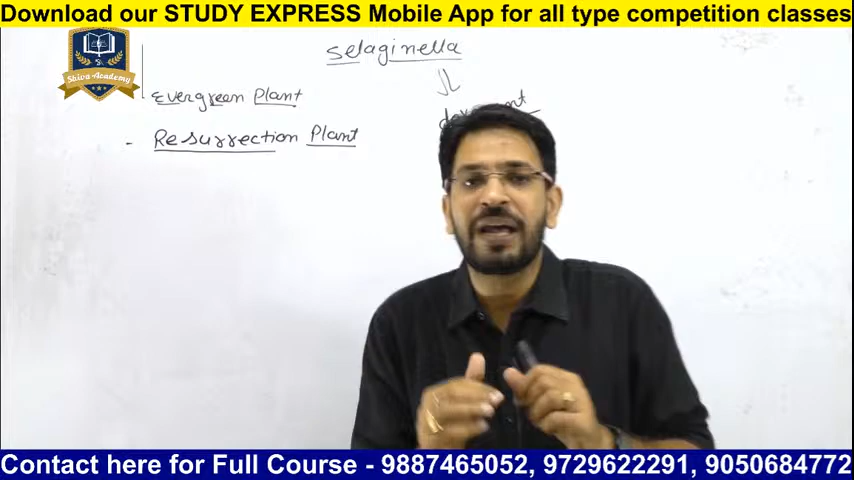 Download our STUDY EXPRESS Mobile App for all type competition classes
selaginella
Shiva Academy
Evergreen Plant
- Resurrection Plant
Contact here for Full Course - 9887465052, 9729622291, 9050684772